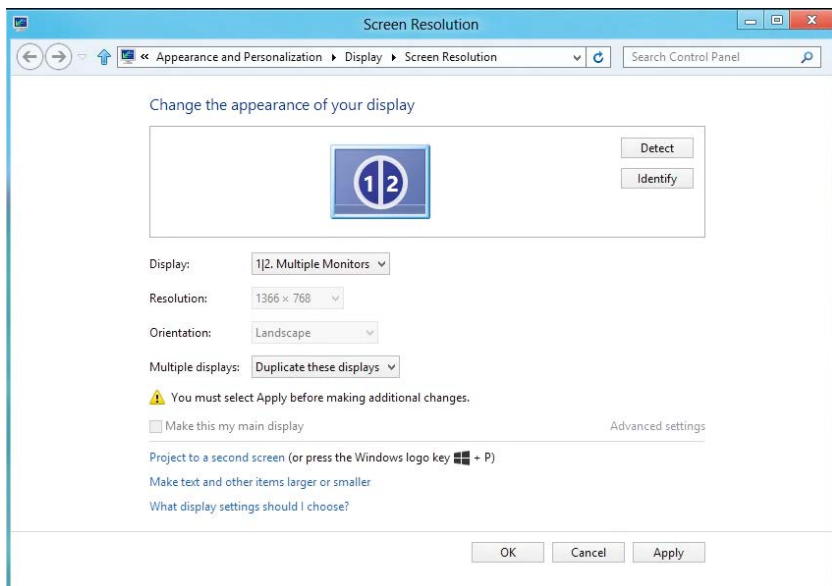 Screen Resolution
« Appearance and Personalization ▸ Display ▸ Screen Resolution
Search Control Panel
Change the appearance of your display
1|2
Detect
Identify
Display: 1|2. Multiple Monitors
Resolution: 1366 × 768
Orientation: Landscape
Multiple displays: Duplicate these displays
You must select Apply before making additional changes.
Make this my main display Advanced settings
Project to a second screen (or press the Windows logo key + P)
Make text and other items larger or smaller
What display settings should I choose?
OK Cancel Apply